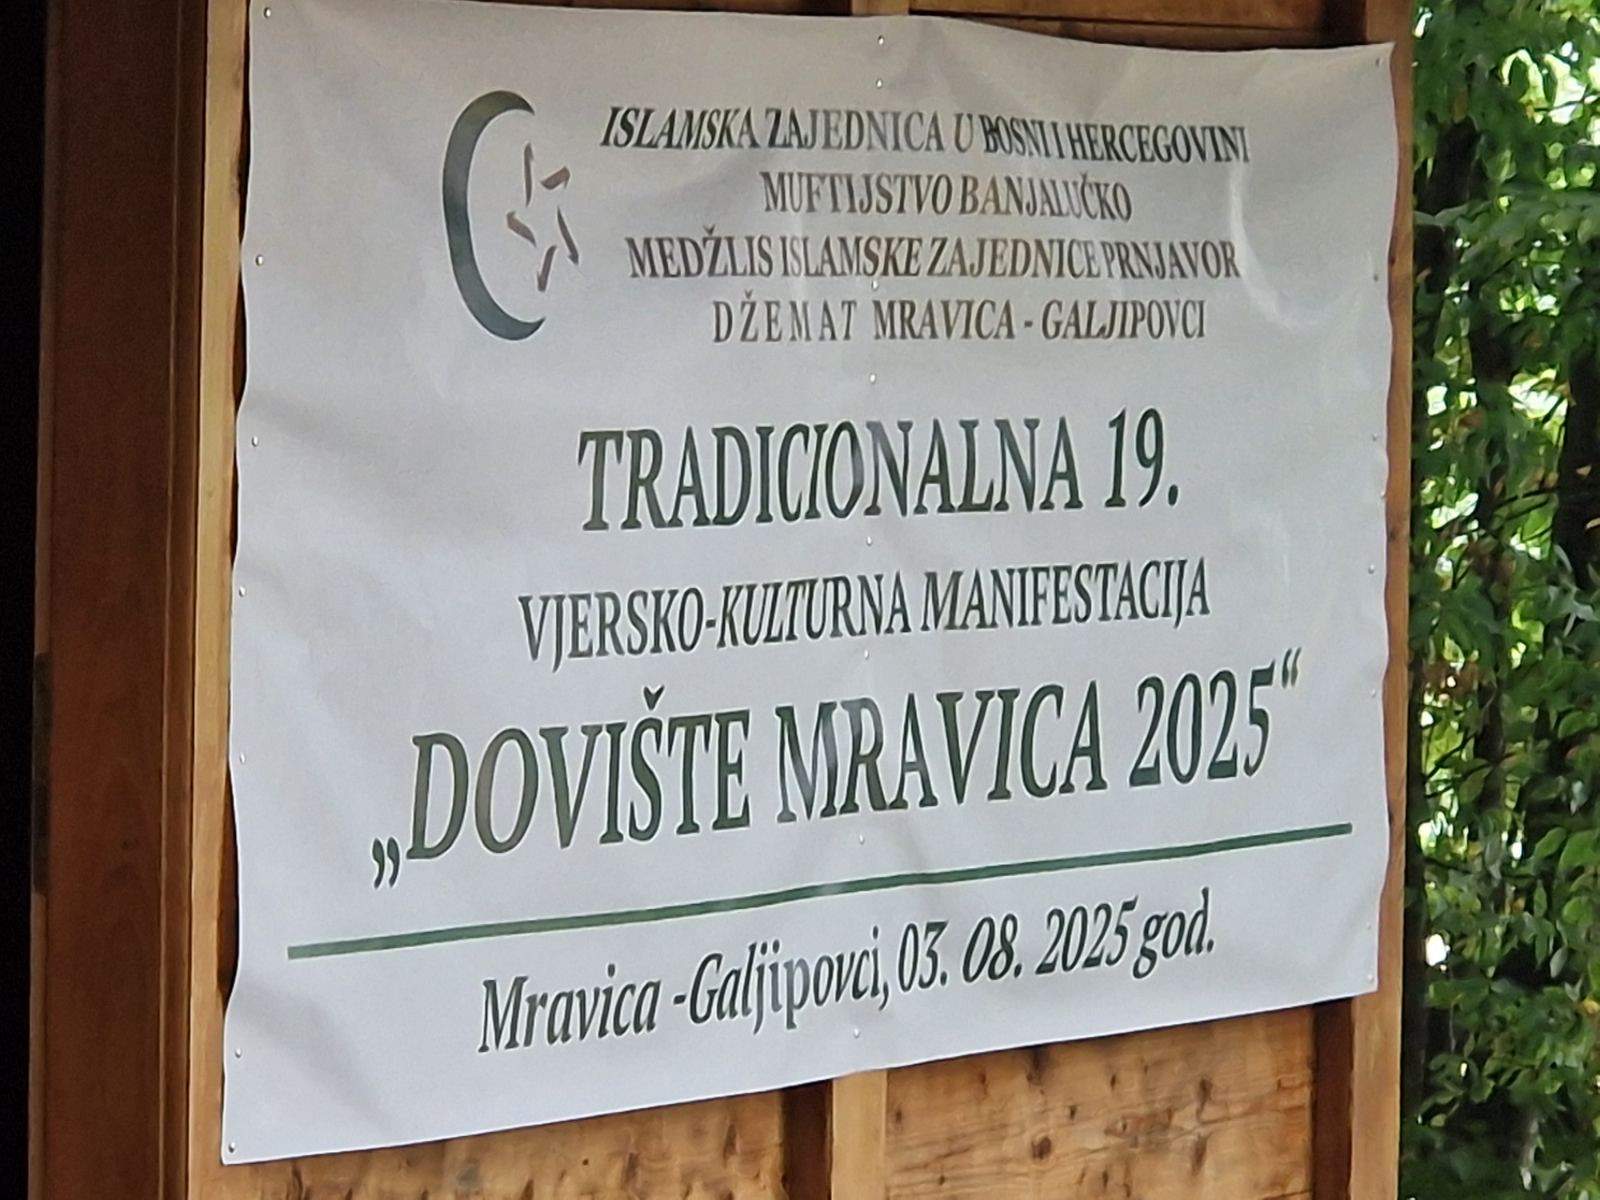 ISLAMSKA ZAJEDNICA U BOSNI I HERCEGOVINI
MUFTIJSTVO BANJALUČKO
MEDŽLIS ISLAMSKE ZAJEDNICE PRNJAVOR
DŽEMAT MRAVICA - GALJIPOVCI
TRADICIONALNA 19.
VJERSKO-KULTURNA MANIFESTACIJA
„DOVIŠTE MRAVICA 2025“
Mravica -Galjipovci, 03. 08. 2025 god.